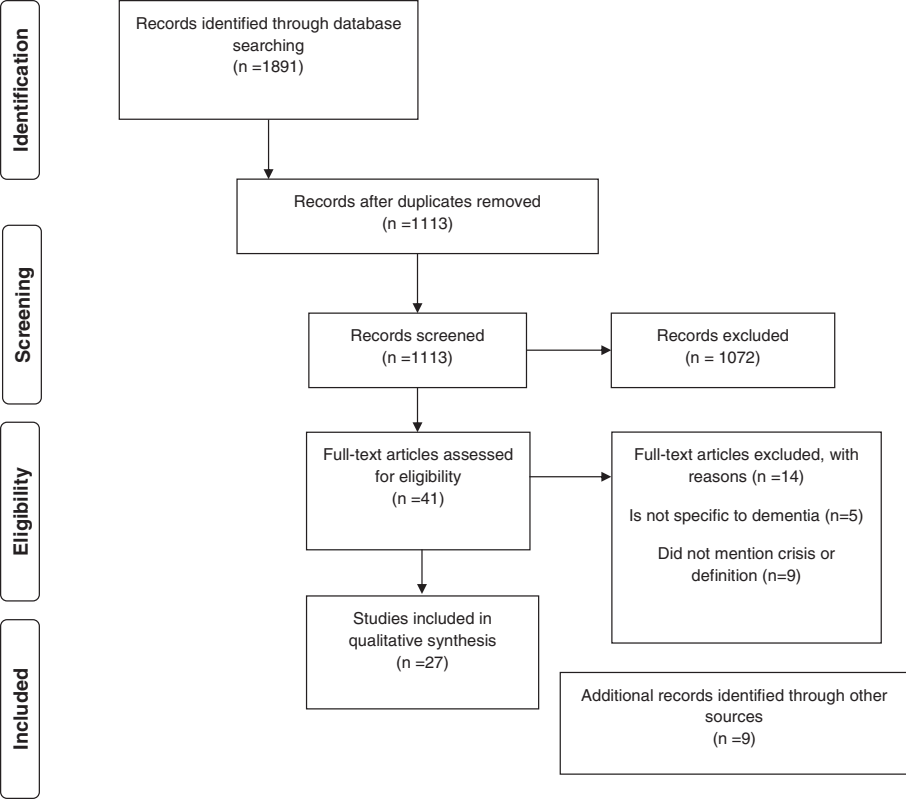 Identification
Records identified through database
searching
(n =1891)
Records after duplicates removed
(n =1113)
Screening
Records screened
(n =1113)
Records excluded
(n = 1072)
Eligibility
Full-text articles assessed
for eligibility
(n =41)
Full-text articles excluded, with
reasons (n =14)
Is not specific to dementia (n=5)
Did not mention crisis or
definition (n=9)
Included
Studies included in
qualitative synthesis
(n =27)
Additional records identified through other
sources
(n =9)